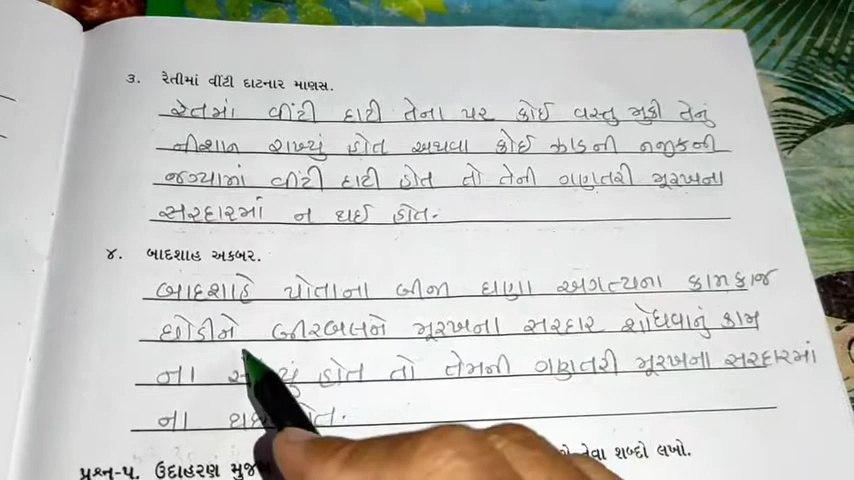 ૩. રેતીમાં વીંટી દાટનાર માણસ.
રેતમાં વીંટી દાટી તેના પર કોઈ વસ્તુ મુકી તેનું
નીશાન રાખ્યું હોત અથવા કોઈ ઝાડની નજીકની
જગ્યામાં વીંટી દાટી હોત તો તેની ગણતરી મૂરખના
સરદારમાં ન થઈ હોત.
૪. બાદશાહ અકબર.
બાદશાહે પોતાના બીજા ઘણા અગત્યના કામકાજ
છોડીને બીરબલને મૂરખના સરદાર શોધવાનું કામ
ના હોત તો તેમની ગણતરી મૂરખના સરદારમાં
ના
પ્રશ્ન-૫. ઉદાહરણ તેવા શબ્દો લખો.